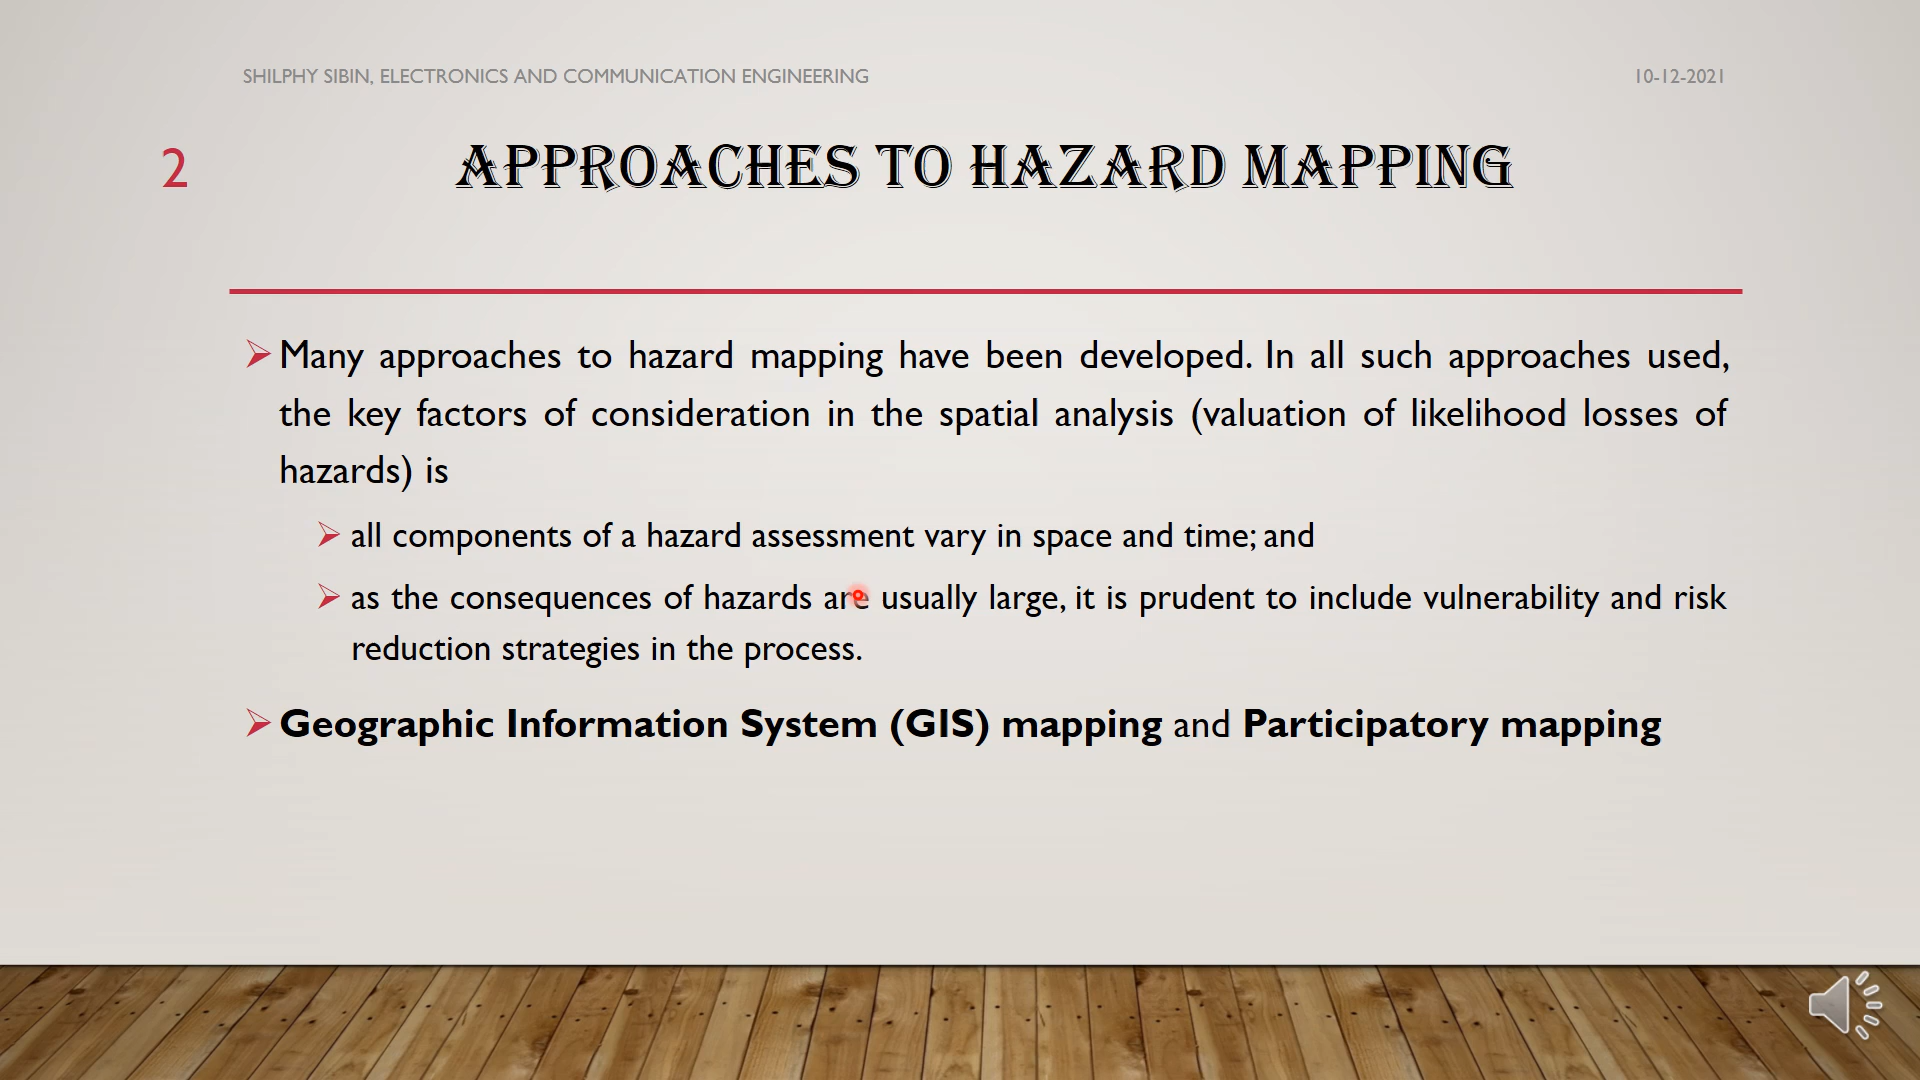 SHILPHY SIBIN, ELECTRONICS AND COMMUNICATION ENGINEERING
10-12-2021
2
APPROACHES TO HAZARD MAPPING
Many approaches to hazard mapping have been developed. In all such approaches used,
the key factors of consideration in the spatial analysis (valuation of likelihood losses of
hazards) is
all components of a hazard assessment vary in space and time; and
as the consequences of hazards are usually large, it is prudent to include vulnerability and risk
reduction strategies in the process.
Geographic Information System (GIS) mapping and Participatory mapping